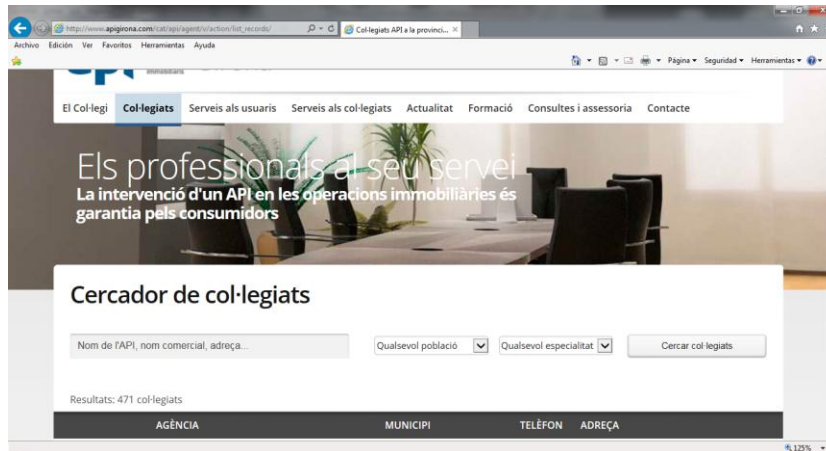 http://www.apigirona.com/cat/api/agent/v/action/list_records/
Col·legiats API a la provinci...
Archivo Edición Ver Favoritos Herramientas Ayuda
Página Seguridad Herramientas
El Col·legi Col·legiats Serveis als usuaris Serveis als col·legiats Actualitat Formació Consultes i assessoria Contacte
Els professionals al seu servei
La intervenció d'un API en les operacions immobiliàries és
garantia pels consumidors
Cercador de col·legiats
Nom de l'API, nom comercial, adreça... Qualsevol població Qualsevol especialitat Cercar col·legiats
Resultats: 471 col·legiats
AGÈNCIA MUNICIPI TELÈFON ADREÇA
125%